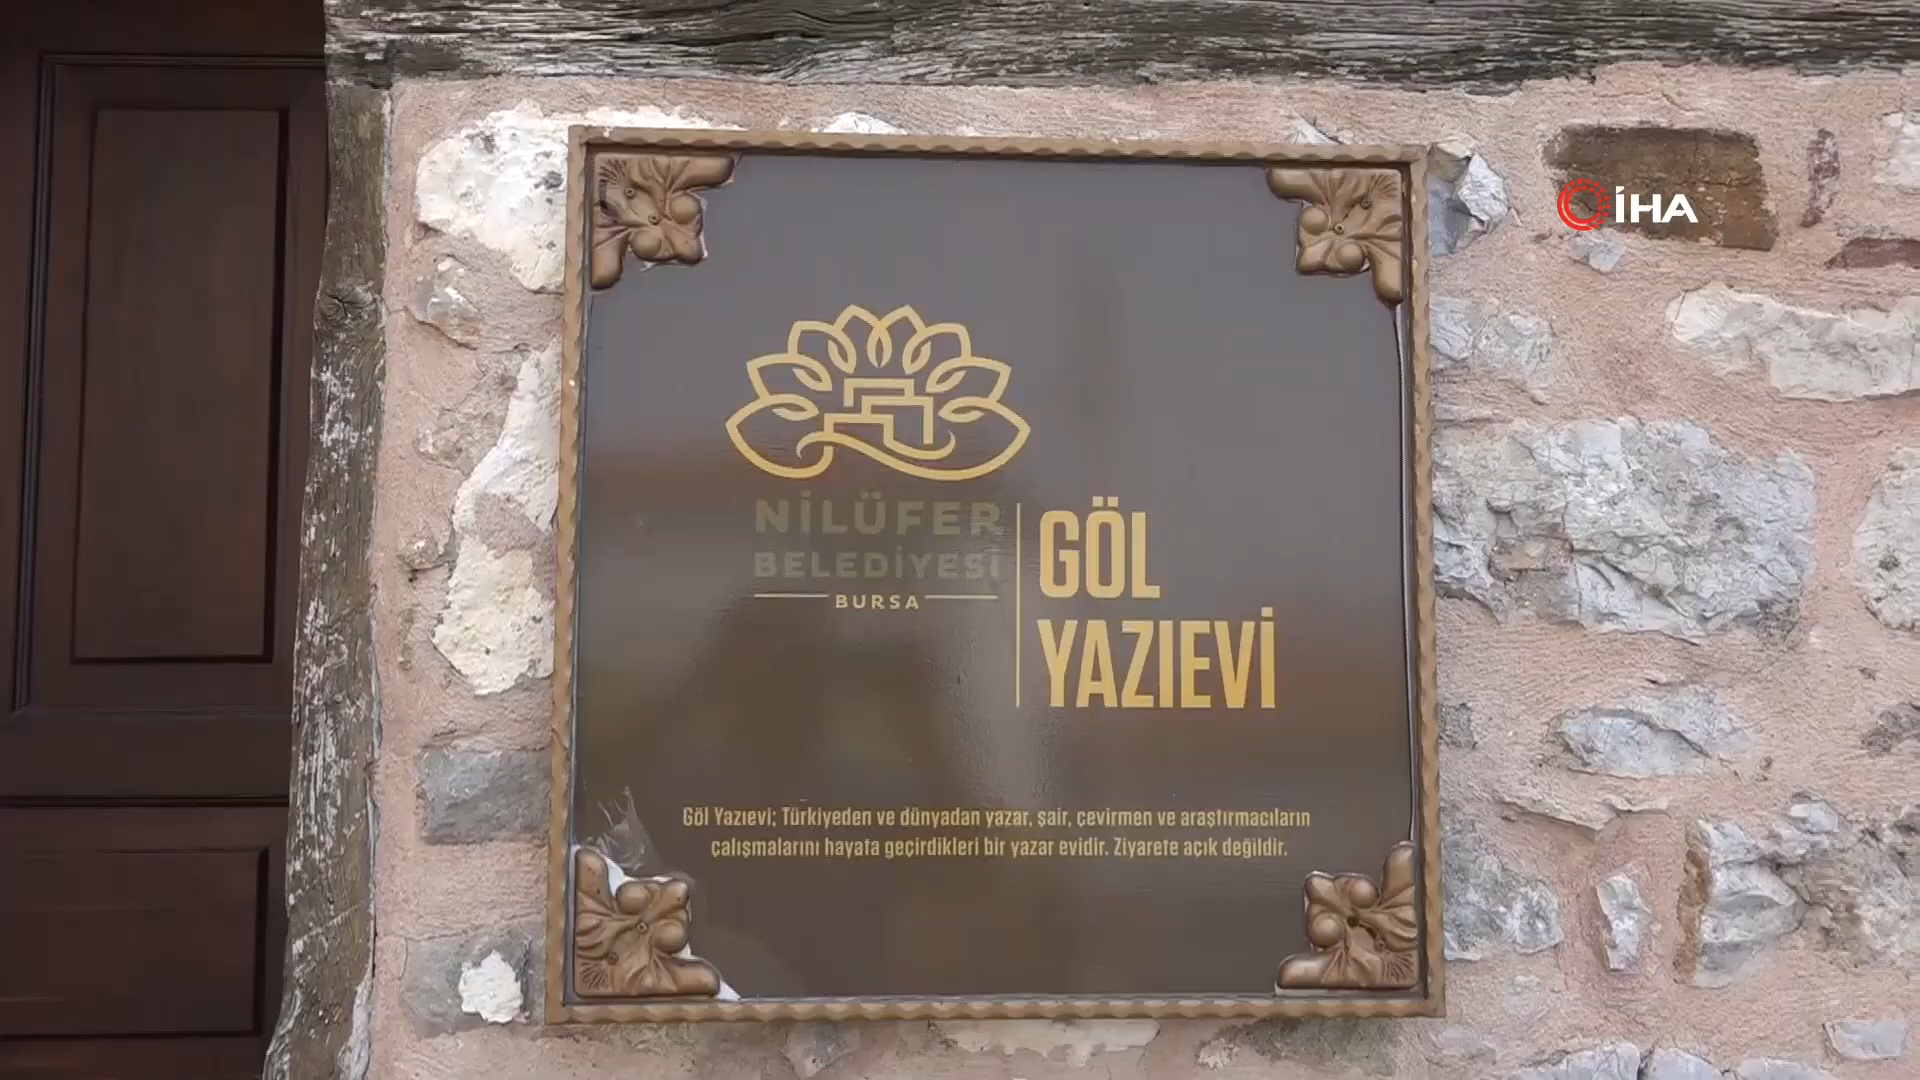 İHA
NİLÜFER
BELEDİYESİ
BURSA
GÖL
YAZIEVİ
Göl Yazıevi; Türkiyeden ve dünyadan yazar, şair, çevirmen ve araştırmacıların
çalışmalarını hayata geçirdikleri bir yazar evidir. Ziyarete açık değildir.